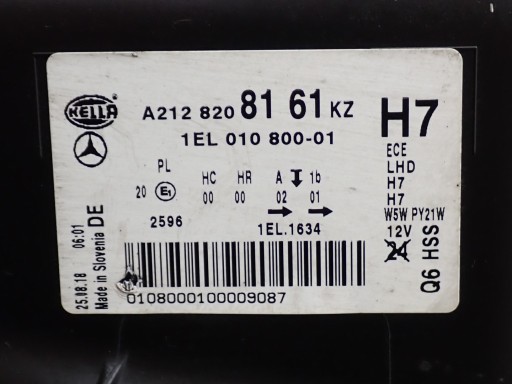 HELLA
A212 820 81 61 KZ
1EL 010 800-01
H7
ECE
LHD
H7
H7
W5W PY21W
12V
24
Q6 HSS
PL HC HR A 1b
20 E1 00 00 02 01
2596
1EL.1634
0108000100009087
25.08.18 06:01
Made in Slovenia DE